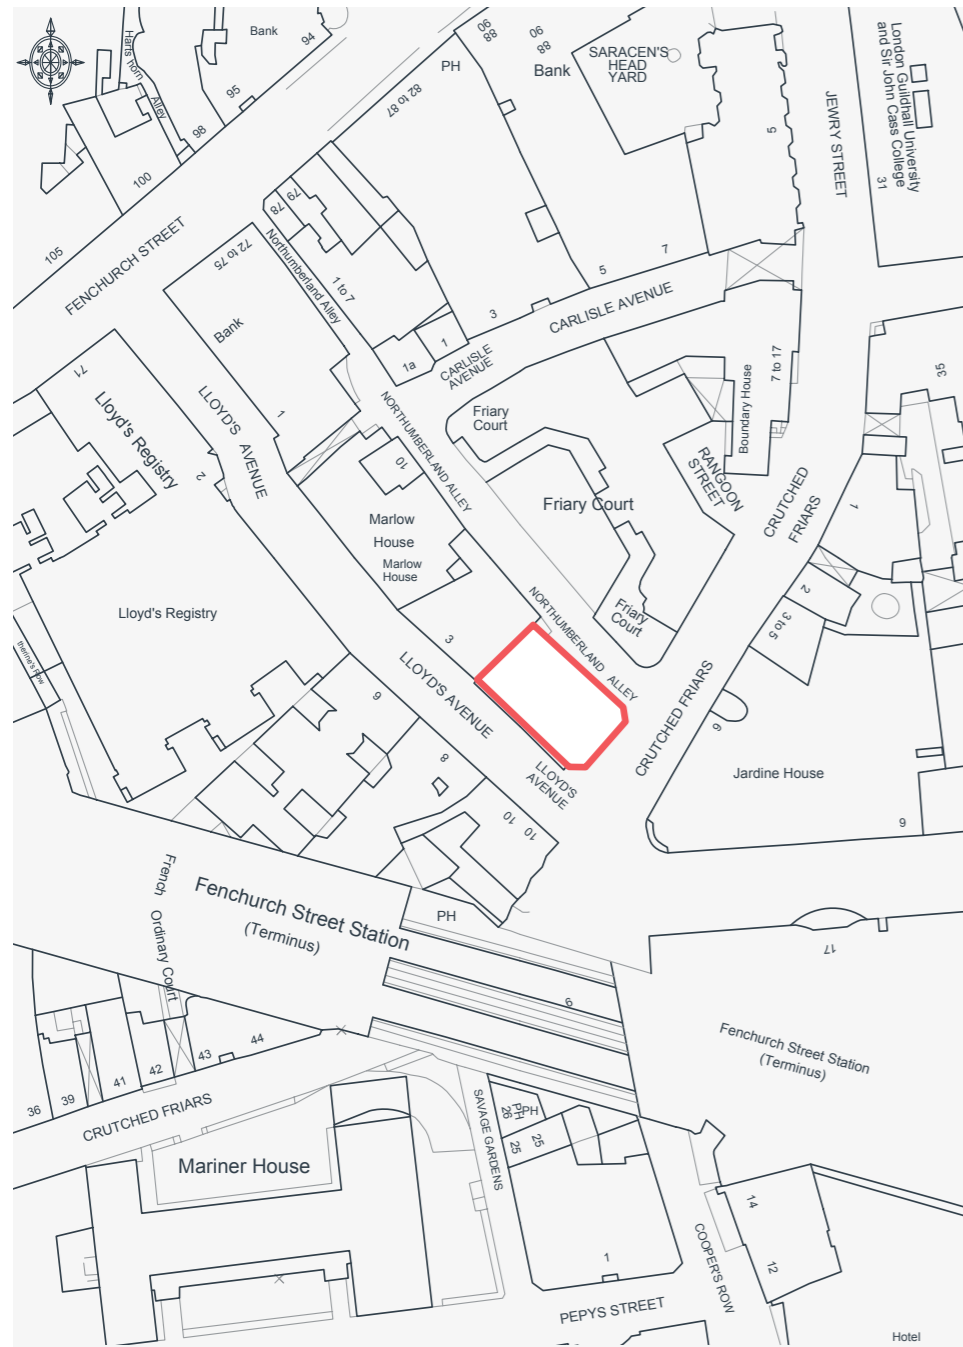 Bank
94
Harts horn
Alley
95
98
100
105
FENCHURCH STREET
90
88
PH
82 to 87
90
88
Bank
SARACEN'S
HEAD
YARD
5
JEWRY STREET
London Guildhall University
and Sir John Cass College
31
79
78
72 to 75
Northumberland Alley
1 to 7
Bank
1
7
5
3
CARLISLE AVENUE
1
1a
CARLISLE
AVENUE
71
Lloyd's Registry
2
LLOYD'S AVENUE
NORTHUMBERLAND ALLEY
Friary
Court
Boundary House
7 to 17
35
10
Marlow
House
Marlow
House
Friary Court
RANGOON
STREET
CRUTCHED
FRIARS
1
2
3 to 5
Lloyd's Registry
therine's Row
3
NORTHUMBERLAND ALLEY
Friary
Court
LLOYD'S AVENUE
9
8
CRUTCHED FRIARS
6
Jardine House
6
LLOYD'S
AVENUE
10
10
French Ordinary Court
Fenchurch Street Station
(Terminus)
PH
17
9
Fenchurch Street Station
(Terminus)
36
39
41
42
43
44
CRUTCHED FRIARS
Mariner House
SAVAGE GARDENS
PH
26
PH
25
25
1
PEPYS STREET
COOPER'S ROW
14
12
Hotel